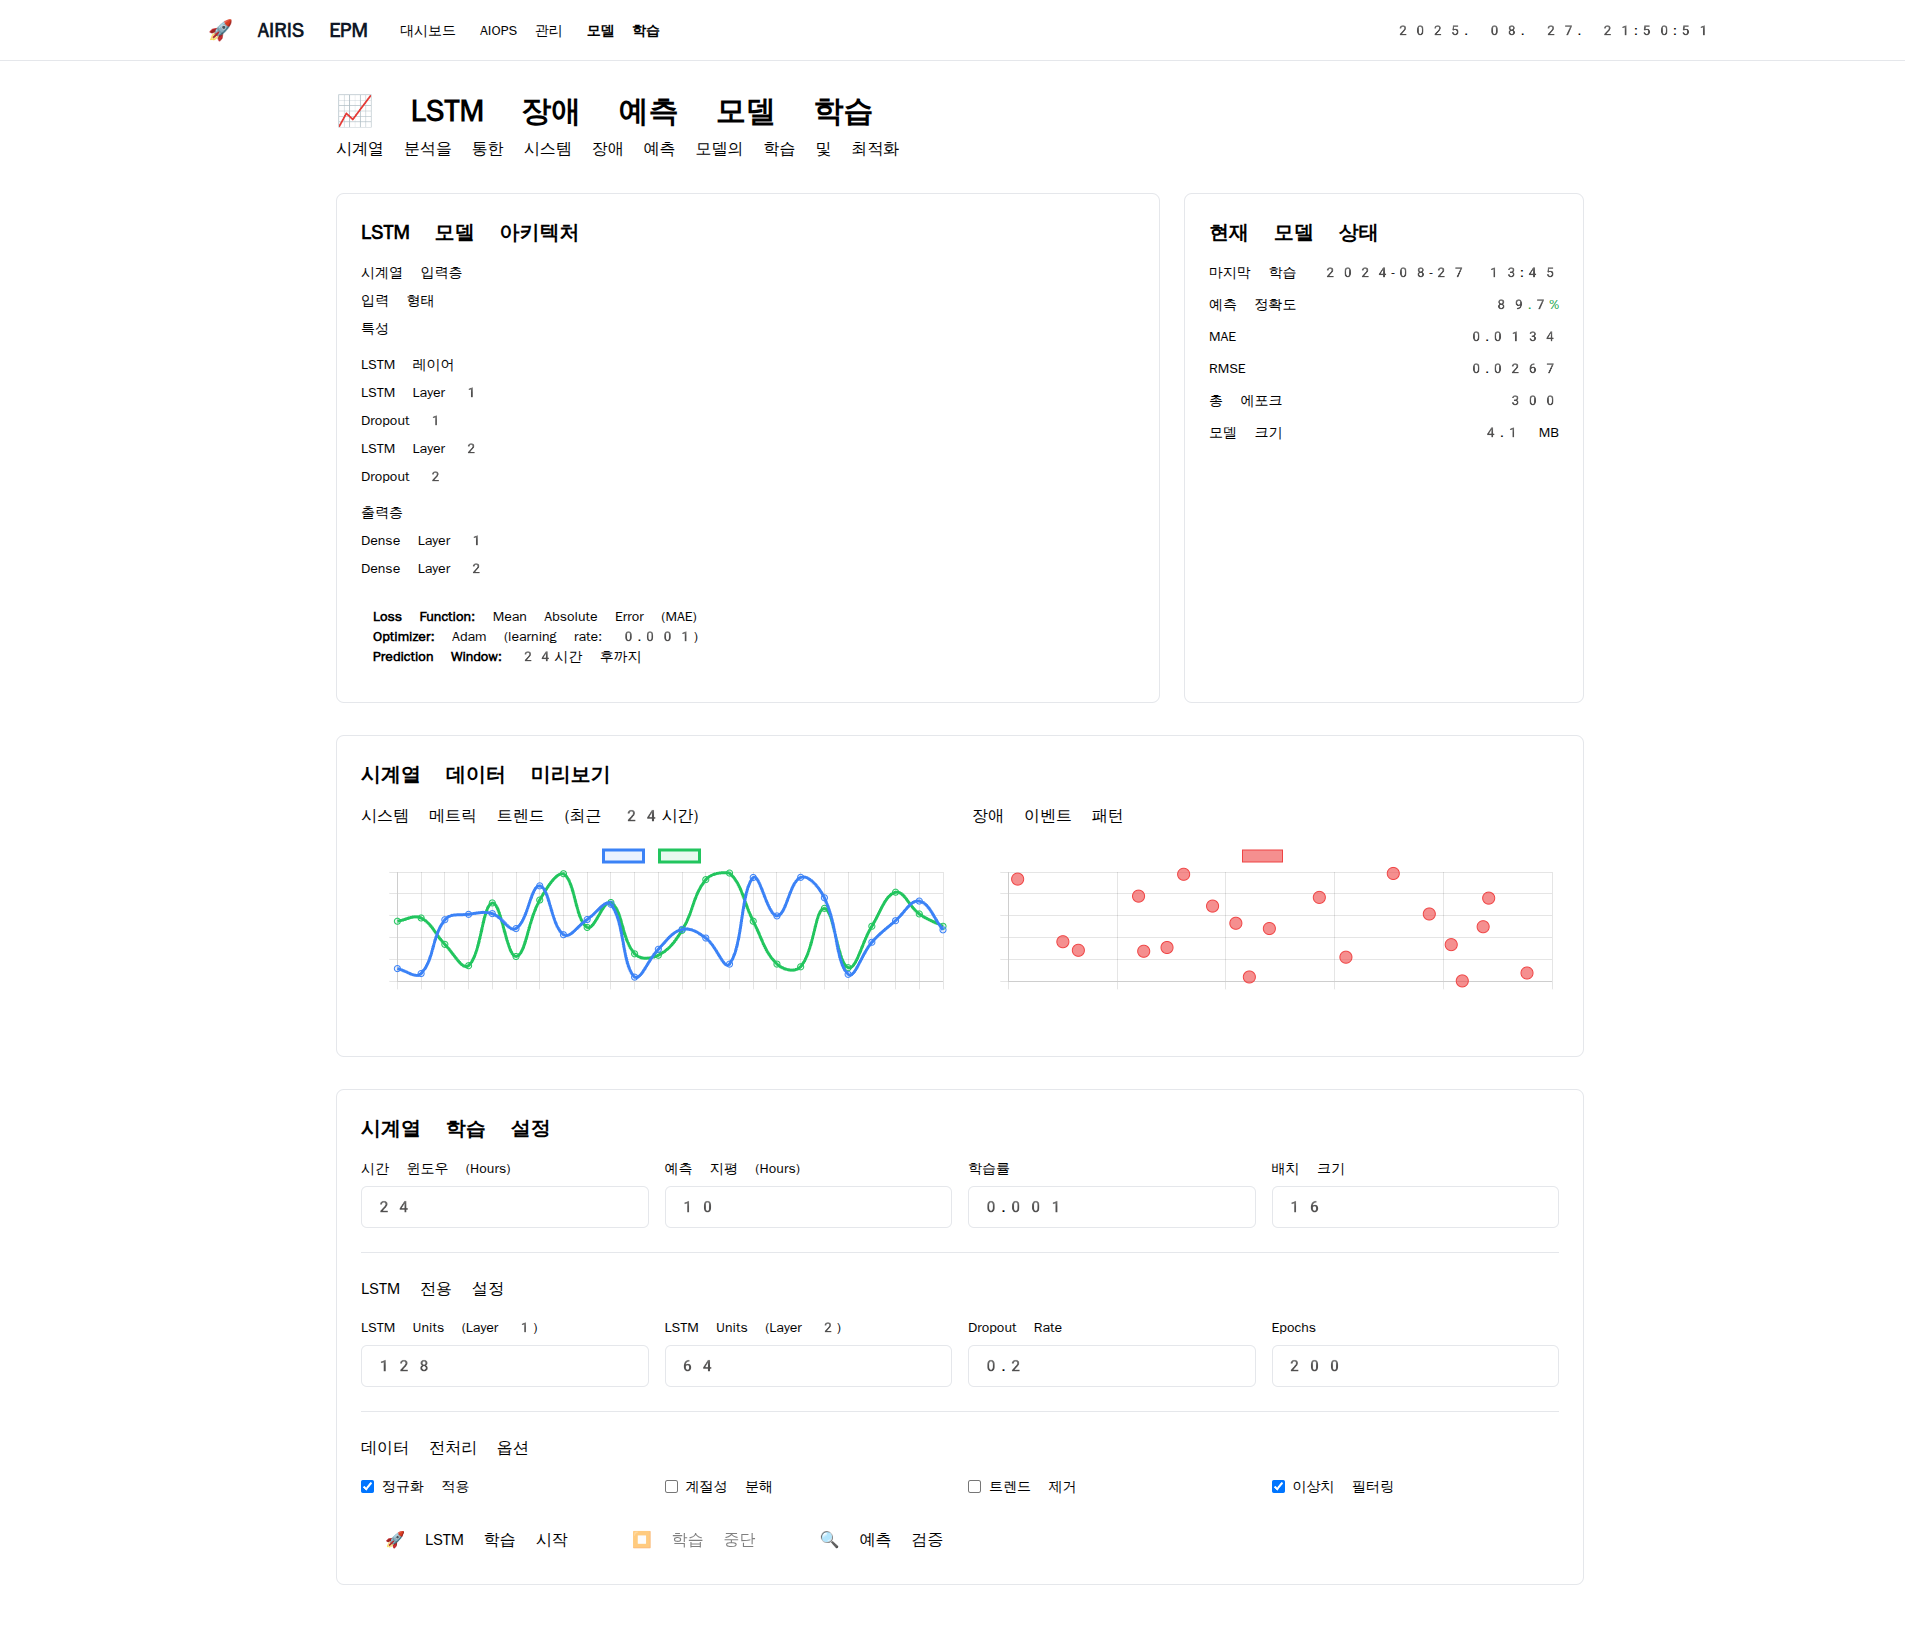 🚀 AIRIS EPM 대시보드 AIOPS 관리 모델 학습 2025. 08. 27. 21:50:51
📈 LSTM 장애 예측 모델 학습
시계열 분석을 통한 시스템 장애 예측 모델의 학습 및 최적화
LSTM 모델 아키텍처
시계열 입력층
입력 형태
특성
LSTM 레이어
LSTM Layer 1
Dropout 1
LSTM Layer 2
Dropout 2
출력층
Dense Layer 1
Dense Layer 2
Loss Function: Mean Absolute Error (MAE)
Optimizer: Adam (learning rate: 0.001)
Prediction Window: 24시간 후까지
현재 모델 상태
마지막 학습 2024-08-27 13:45
예측 정확도 89.7%
MAE 0.0134
RMSE 0.0267
총 에포크 300
모델 크기 4.1 MB
시계열 데이터 미리보기
시스템 메트릭 트렌드 (최근 24시간)
장애 이벤트 패턴
시계열 학습 설정
시간 윈도우 (Hours) 예측 지평 (Hours) 학습률 배치 크기
24 10 0.001 16
LSTM 전용 설정
LSTM Units (Layer 1) LSTM Units (Layer 2) Dropout Rate Epochs
128 64 0.2 200
데이터 전처리 옵션
정규화 적용 계절성 분해 트렌드 제거 이상치 필터링
🚀 LSTM 학습 시작 ⏹️ 학습 중단 🔍 예측 검증